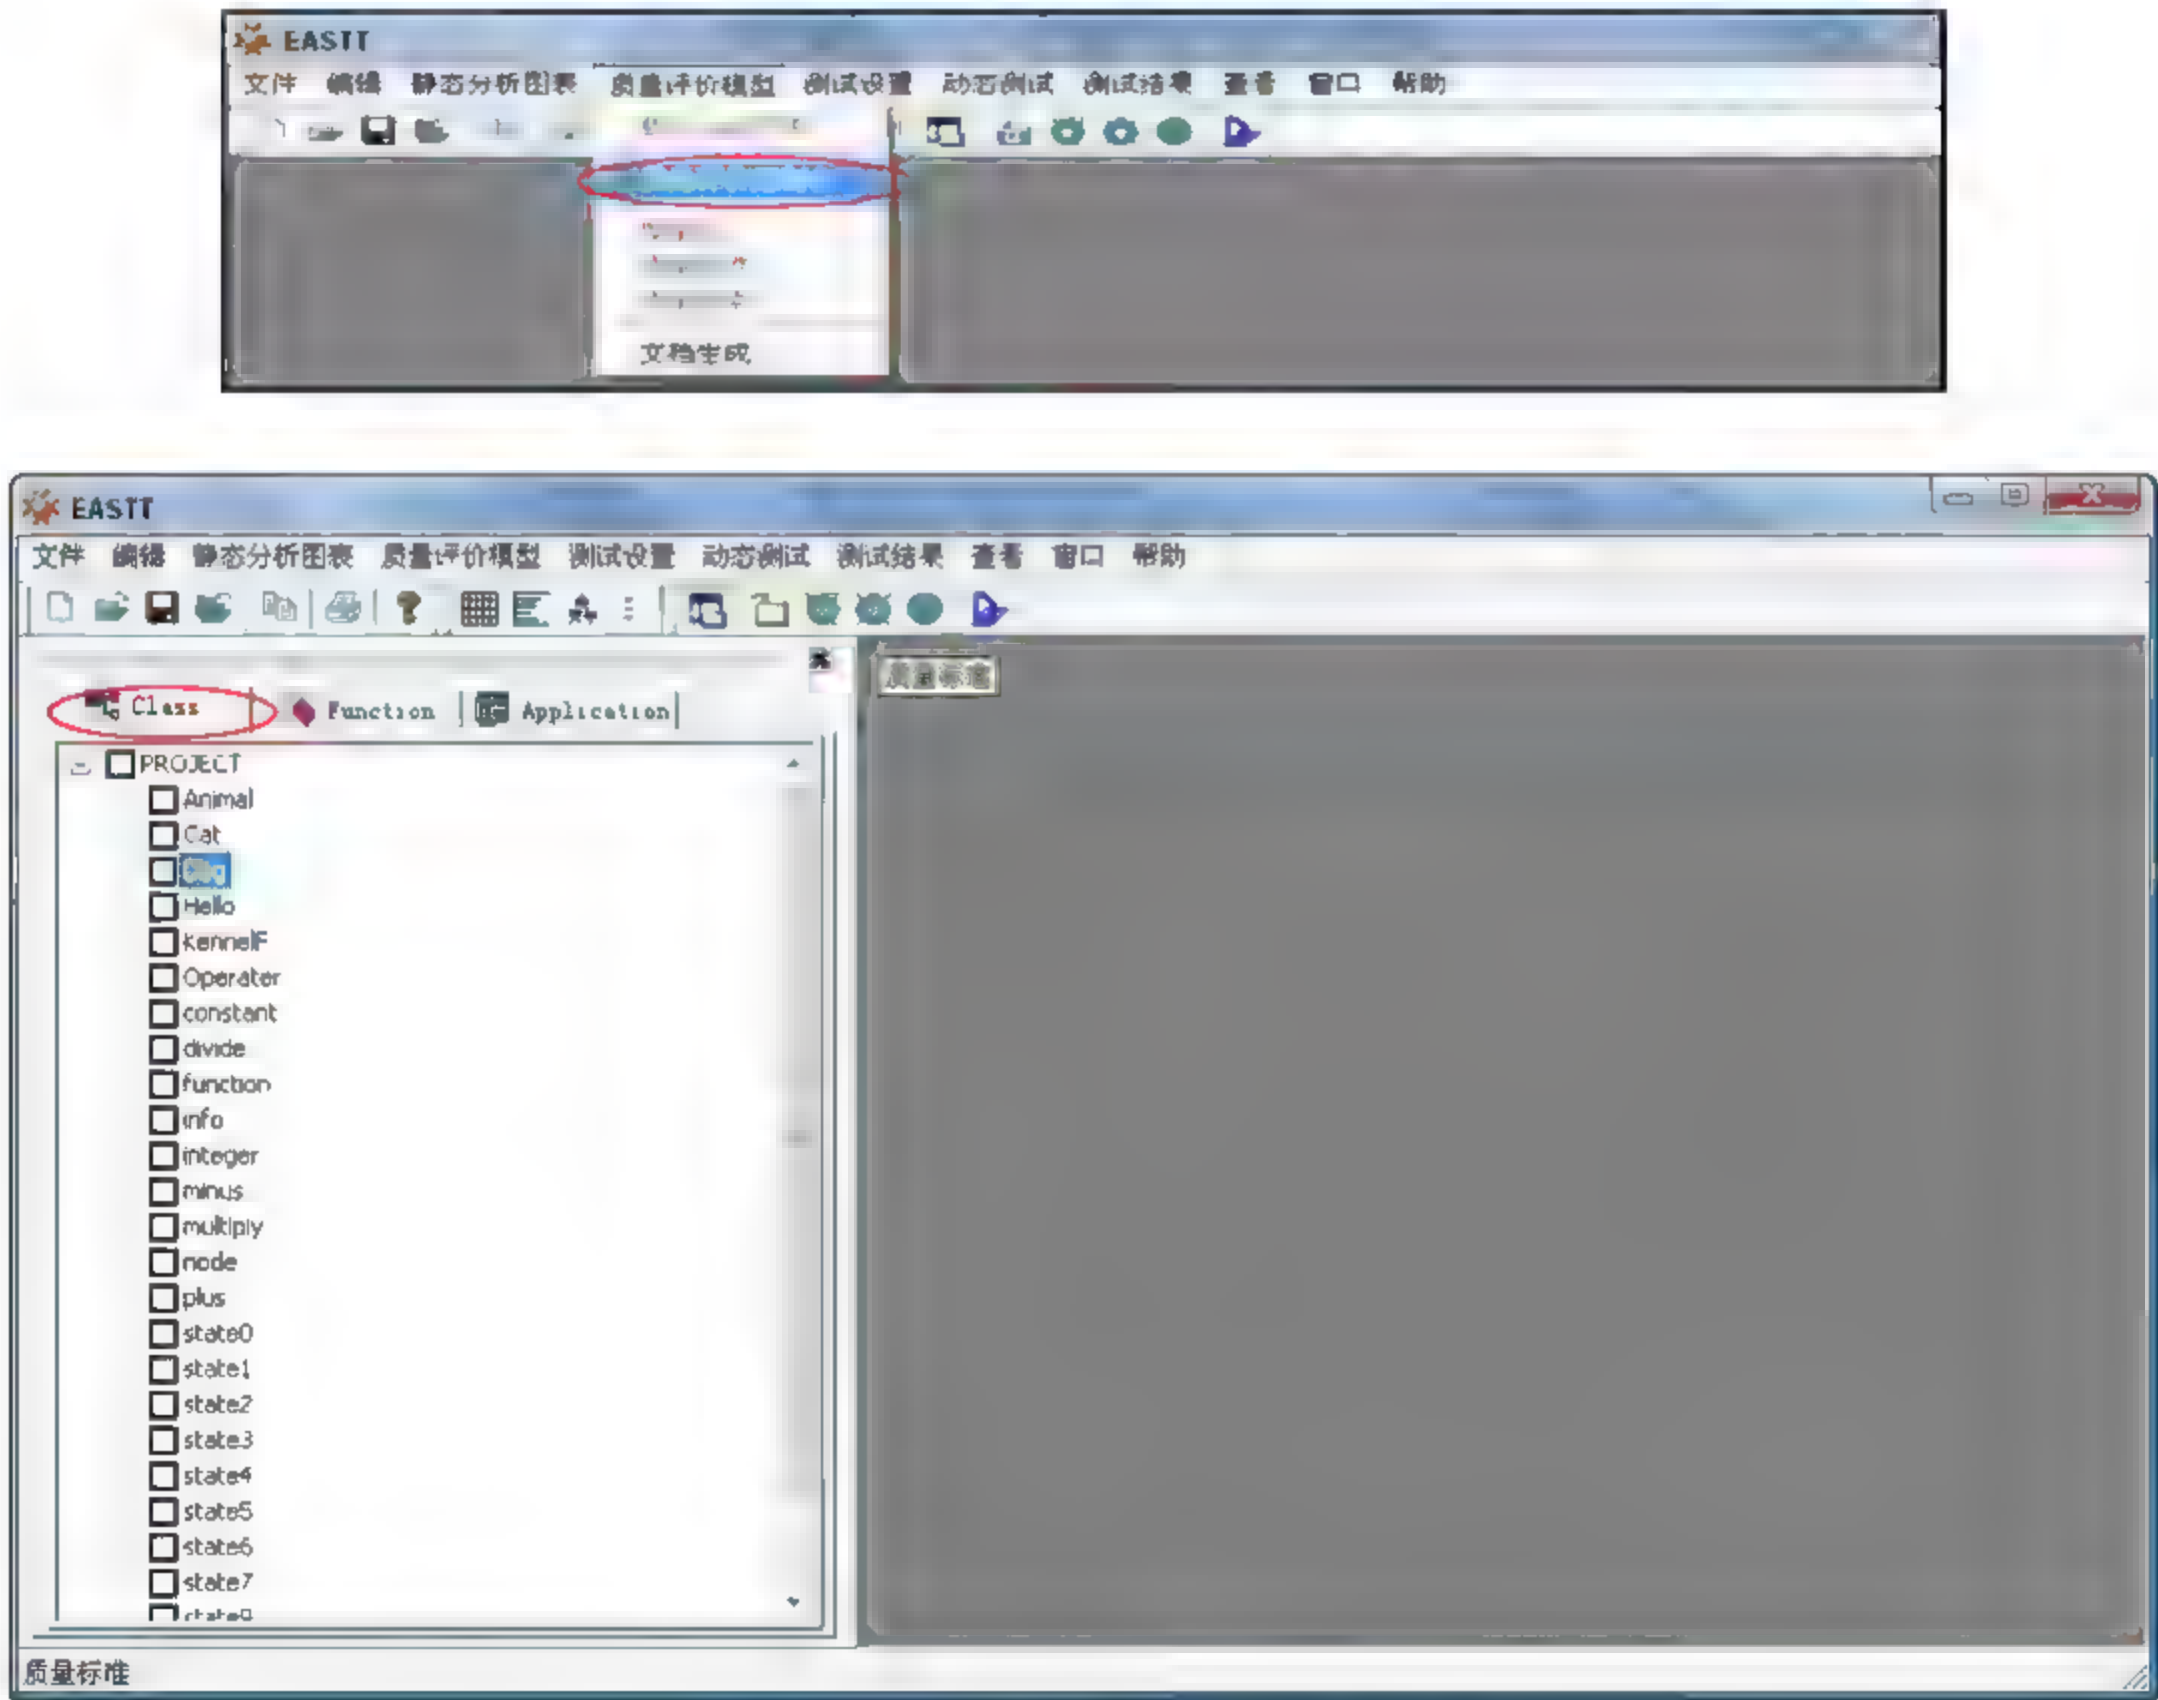 EASTT
文件 编辑 静态分析图表 质量评价模型 测试设置 动态测试 测试结果 查看 窗口 帮助
文档生成
EASTT
文件 编辑 静态分析图表 质量评价模型 测试设置 动态测试 测试结果 查看 窗口 帮助
质量标准
Class Function Application
PROJECT
Animal
Cat
Dog
Hello
KennelF
Operater
constant
divide
function
info
integer
minus
multiply
node
plus
state0
state1
state2
state3
state4
state5
state6
state7
质量标准